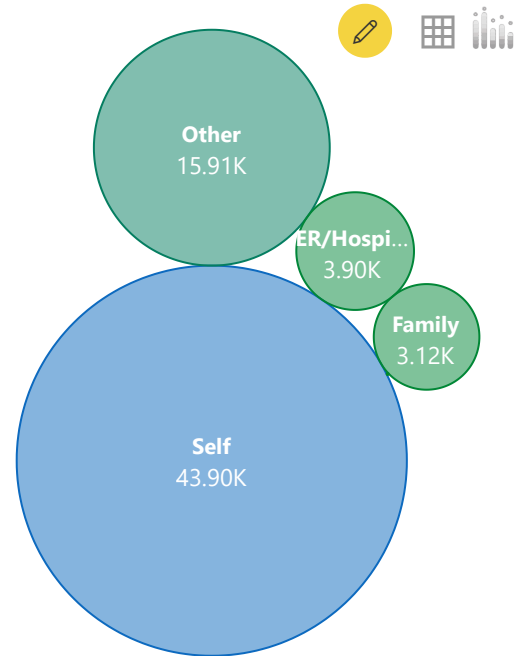 Other
15.91K
ER/Hospi...
3.90K
Family
3.12K
Self
43.90K